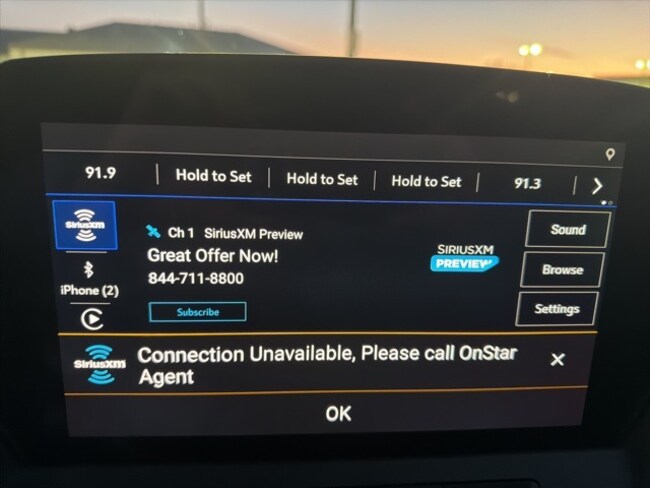 91.9
Hold to Set
Hold to Set
Hold to Set
91.3
SiriusXM
Ch 1 SiriusXM Preview
Great Offer Now!
844-711-8800
Subscribe
SIRIUSXM
PREVIEW
Sound
Browse
Settings
iPhone (2)
SiriusXM
Connection Unavailable, Please call OnStar
Agent
OK